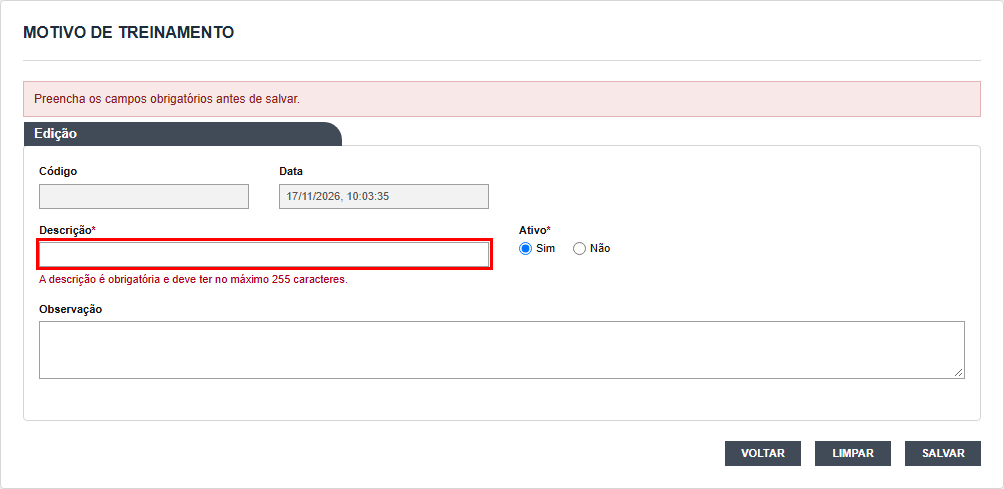 MOTIVO DE TREINAMENTO
Preencha os campos obrigatórios antes de salvar.
Edição
Código Data
17/11/2026, 10:03:35
Descrição* Ativo*
Sim Não
A descrição é obrigatória e deve ter no máximo 255 caracteres.
Observação
VOLTAR LIMPAR SALVAR